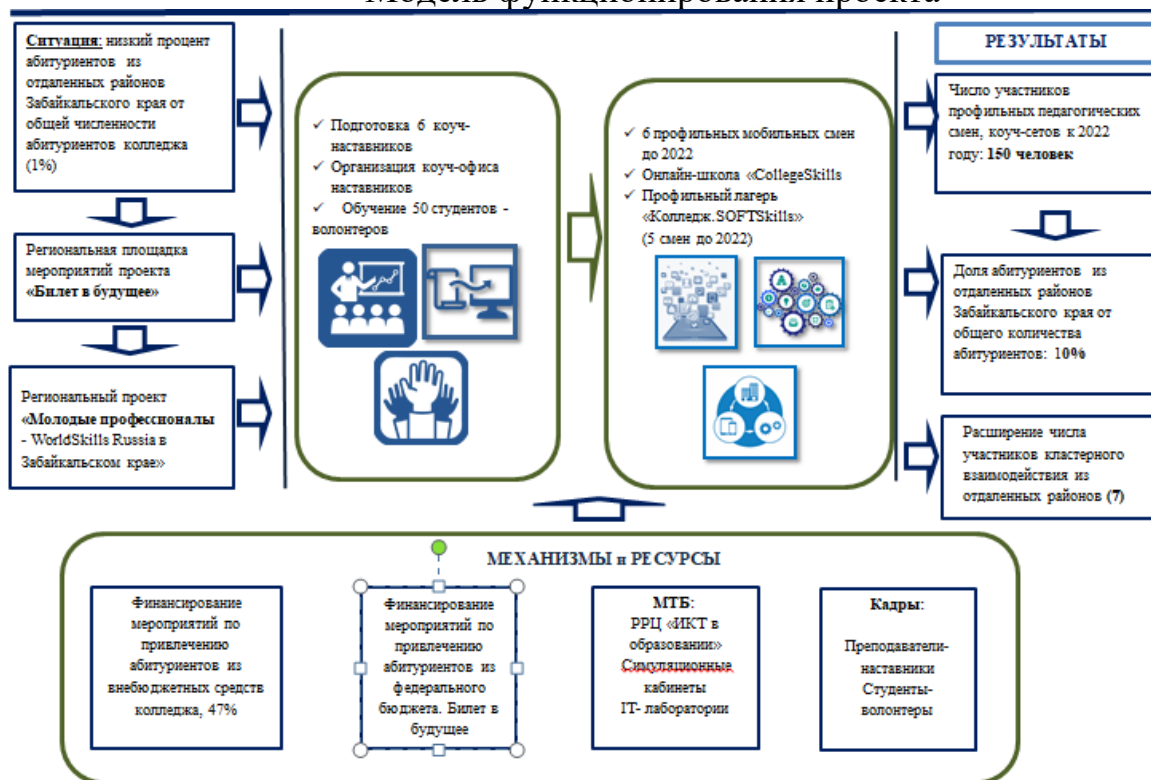 Модель функционирования проекта
Ситуация: низкий процент
абитуриентов из
отдаленных районов
Забайкальского края от
общей численности
абитуриентов колледжа
(1%)
Региональная площадка
мероприятий проекта
«Билет в будущее»
Региональный проект
«Молодые профессионалы
- WorldSkills Russia в
Забайкальском крае»
✓ Подготовка 6 коуч-
наставников
✓ Организация коуч-офиса
наставников
✓ Обучение 50 студентов -
волонтеров
✓ 6 профильных мобильных смен
до 2022
✓ Онлайн-школа «CollegeSkills
✓ Профильный лагерь
«Колледж.SOFTSkills»
(5 смен до 2022)
РЕЗУЛЬТАТЫ
Число участников
профильных педагогических
смен, коуч-сетов к 2022
году: 150 человек
Доля абитуриентов из
отдаленных районов
Забайкальского края от
общего количества
абитуриентов: 10%
Расширение числа
участников кластерного
взаимодействия из
отдаленных районов (7)
МЕХАНИЗМЫ и РЕСУРСЫ
Финансирование
мероприятий по
привлечению
абитуриентов из
внебюджетных средств
колледжа, 47%
Финансирование
мероприятий по
привлечению
абитуриентов из
федерального
бюджета. Билет в
будущее
МТБ:
РРЦ «ИКТ в
образовании»
Симуляционные
кабинеты
IT- лаборатории
Кадры:
Преподаватели-
наставники
Студенты-
волонтеры